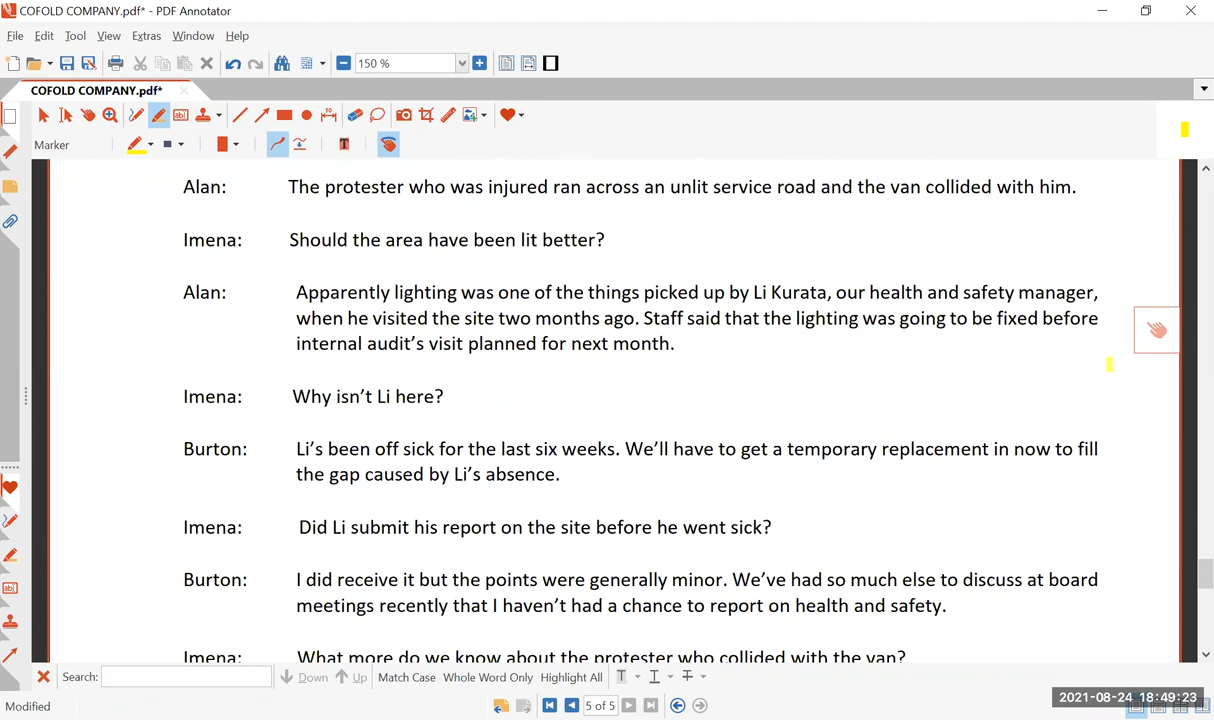 COFOLD COMPANY.pdf* - PDF Annotator
File Edit Tool View Extras Window Help
150 %
COFOLD COMPANY.pdf*
Marker
Alan: The protester who was injured ran across an unlit service road and the van collided with him.
Imena: Should the area have been lit better?
Alan: Apparently lighting was one of the things picked up by Li Kurata, our health and safety manager,
when he visited the site two months ago. Staff said that the lighting was going to be fixed before
internal audit’s visit planned for next month.
Imena: Why isn’t Li here?
Burton: Li’s been off sick for the last six weeks. We’ll have to get a temporary replacement in now to fill
the gap caused by Li’s absence.
Imena: Did Li submit his report on the site before he went sick?
Burton: I did receive it but the points were generally minor. We’ve had so much else to discuss at board
meetings recently that I haven’t had a chance to report on health and safety.
Imena: What more do we know about the protester who collided with the van?
Search: Down Up Match Case Whole Word Only Highlight All
Modified
5 of 5
2021-08-24 18:49:23